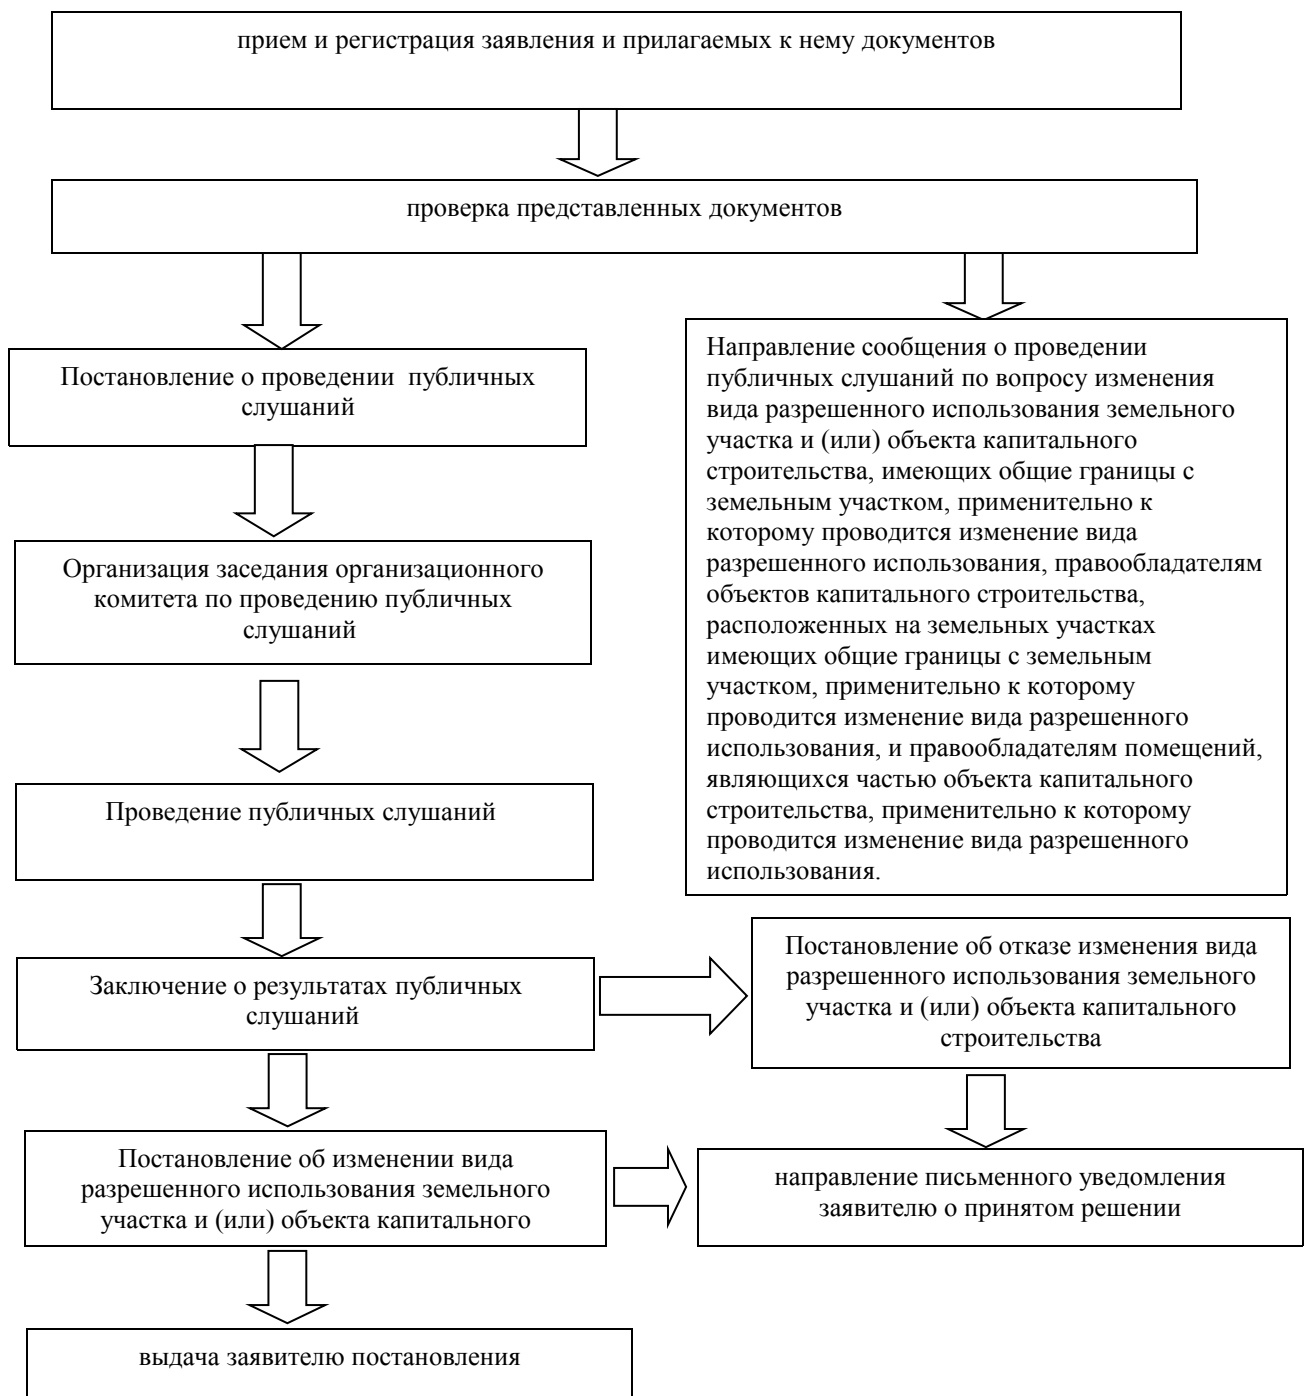 прием и регистрация заявления и прилагаемых к нему документов
проверка представленных документов
Постановление о проведении публичных
слушаний
Организация заседания организационного
комитета по проведению публичных
слушаний
Проведение публичных слушаний
Направление сообщения о проведении
публичных слушаний по вопросу изменения
вида разрешенного использования земельного
участка и (или) объекта капитального
строительства, имеющих общие границы с
земельным участком, применительно к
которому проводится изменение вида
разрешенного использования, правообладателям
объектов капитального строительства,
расположенных на земельных участках
имеющих общие границы с земельным
участком, применительно к которому
проводится изменение вида разрешенного
использования, и правообладателям помещений,
являющихся частью объекта капитального
строительства, применительно к которому
проводится изменение вида разрешенного
использования.
Заключение о результатах публичных
слушаний
Постановление об отказе изменения вида
разрешенного использования земельного
участка и (или) объекта капитального
строительства
Постановление об изменении вида
разрешенного использования земельного
участка и (или) объекта капитального
направление письменного уведомления
заявителю о принятом решении
выдача заявителю постановления